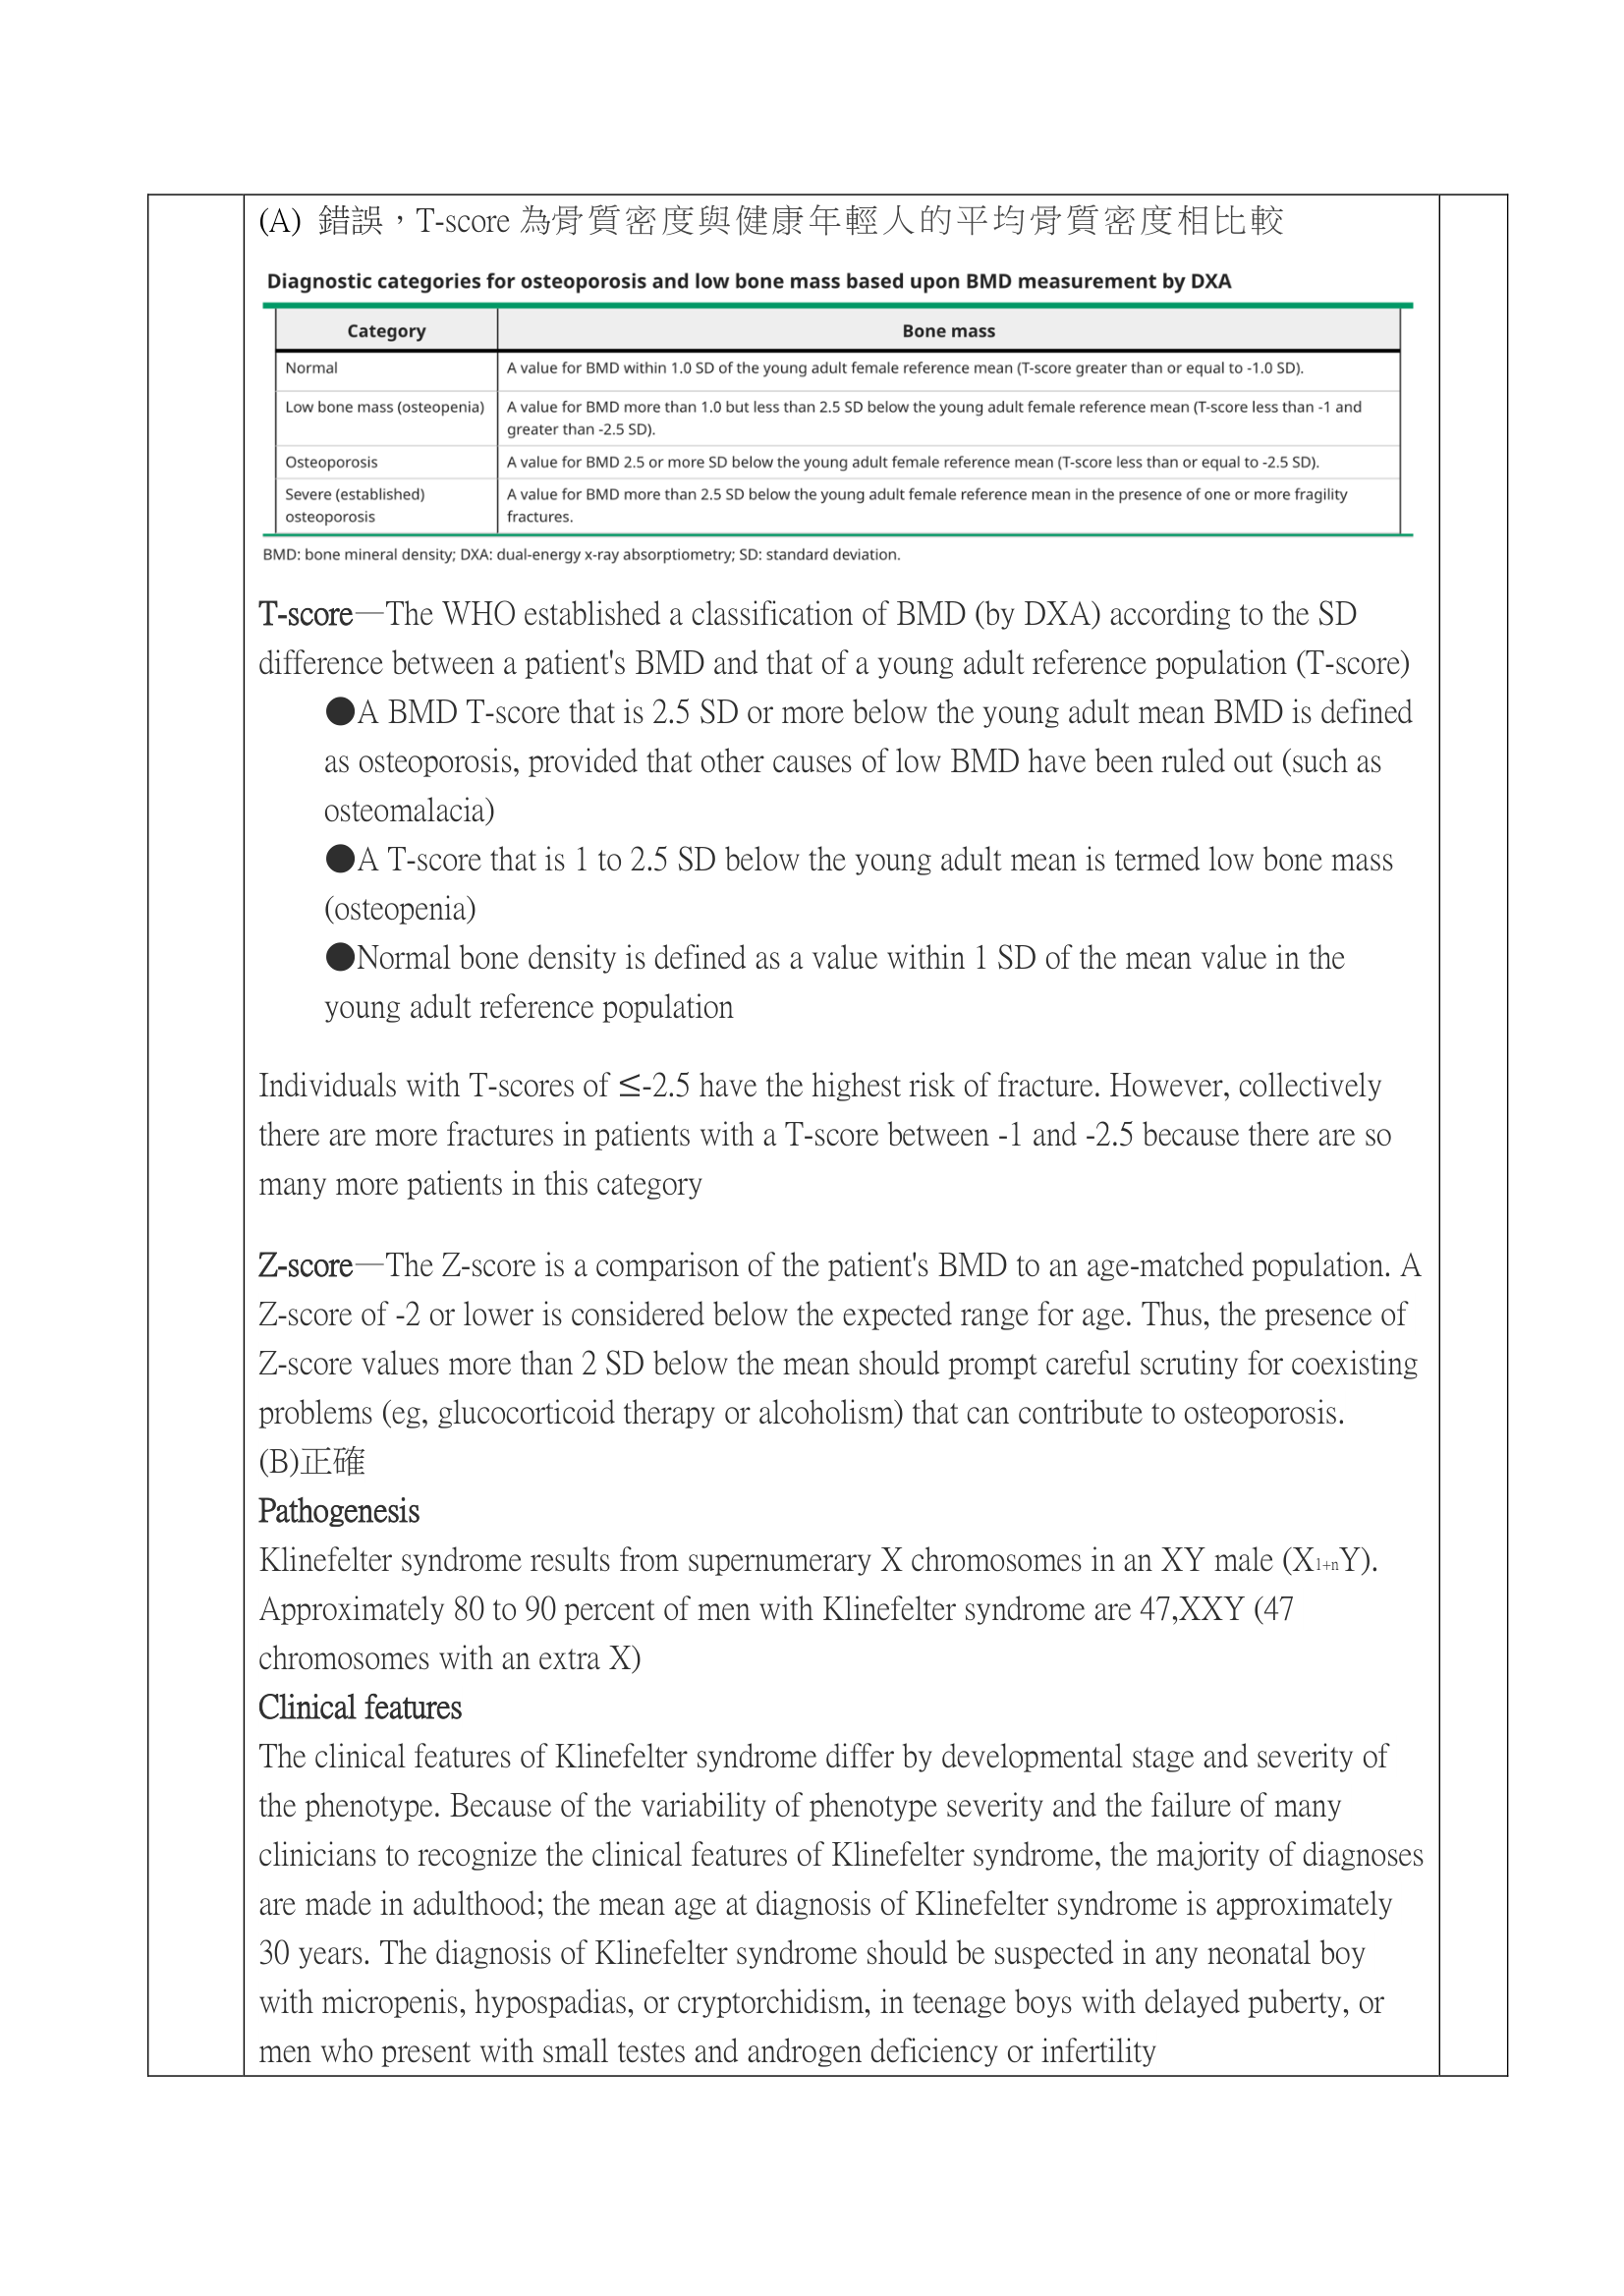 (A) 錯誤，T-score 為骨質密度與健康年輕人的平均骨質密度相比較
Diagnostic categories for osteoporosis and low bone mass based upon BMD measurement by DXA
Category Bone mass
Normal A value for BMD within 1.0 SD of the young adult female reference mean (T-score greater than or equal to -1.0 SD).
Low bone mass (osteopenia) A value for BMD more than 1.0 but less than 2.5 SD below the young adult female reference mean (T-score less than -1 and
greater than -2.5 SD).
Osteoporosis A value for BMD 2.5 or more SD below the young adult female reference mean (T-score less than or equal to -2.5 SD).
Severe (established) A value for BMD more than 2.5 SD below the young adult female reference mean in the presence of one or more fragility
osteoporosis fractures.
BMD: bone mineral density; DXA: dual-energy x-ray absorptiometry; SD: standard deviation.
T-score—The WHO established a classification of BMD (by DXA) according to the SD
difference between a patient's BMD and that of a young adult reference population (T-score)
●A BMD T-score that is 2.5 SD or more below the young adult mean BMD is defined
as osteoporosis, provided that other causes of low BMD have been ruled out (such as
osteomalacia)
●A T-score that is 1 to 2.5 SD below the young adult mean is termed low bone mass
(osteopenia)
●Normal bone density is defined as a value within 1 SD of the mean value in the
young adult reference population
Individuals with T-scores of ≤-2.5 have the highest risk of fracture. However, collectively
there are more fractures in patients with a T-score between -1 and -2.5 because there are so
many more patients in this category
Z-score—The Z-score is a comparison of the patient's BMD to an age-matched population. A
Z-score of -2 or lower is considered below the expected range for age. Thus, the presence of
Z-score values more than 2 SD below the mean should prompt careful scrutiny for coexisting
problems (eg, glucocorticoid therapy or alcoholism) that can contribute to osteoporosis.
(B)正確
Pathogenesis
Klinefelter syndrome results from supernumerary X chromosomes in an XY male (X1+nY).
Approximately 80 to 90 percent of men with Klinefelter syndrome are 47,XXY (47
chromosomes with an extra X)
Clinical features
The clinical features of Klinefelter syndrome differ by developmental stage and severity of
the phenotype. Because of the variability of phenotype severity and the failure of many
clinicians to recognize the clinical features of Klinefelter syndrome, the majority of diagnoses
are made in adulthood; the mean age at diagnosis of Klinefelter syndrome is approximately
30 years. The diagnosis of Klinefelter syndrome should be suspected in any neonatal boy
with micropenis, hypospadias, or cryptorchidism, in teenage boys with delayed puberty, or
men who present with small testes and androgen deficiency or infertility